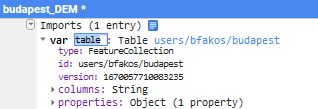 budapest_DEM *
Imports (1 entry)
var table: Table users/bfakos/budapest
type: FeatureCollection
id: users/bfakos/budapest
version: 1670057710083235
columns: String
properties: Object (1 property)